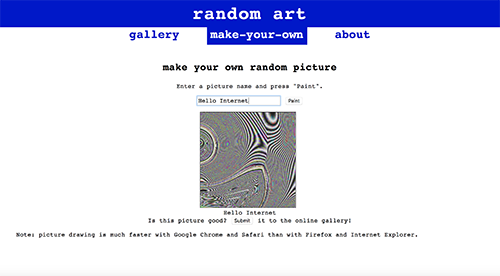 random art
gallery make-your-own about
make your own random picture
Enter a picture name and press "Paint".
Hello Internet Paint
Hello Internet
Is this picture good? Submit it to the online gallery!
Note: picture drawing is much faster with Google Chrome and Safari than with Firefox and Internet Explorer.